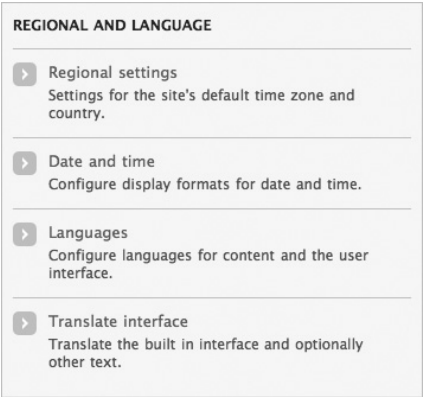 REGIONAL AND LANGUAGE
Regional settings
Settings for the site's default time zone and
country.
Date and time
Configure display formats for date and time.
Languages
Configure languages for content and the user
interface.
Translate interface
Translate the built in interface and optionally
other text.